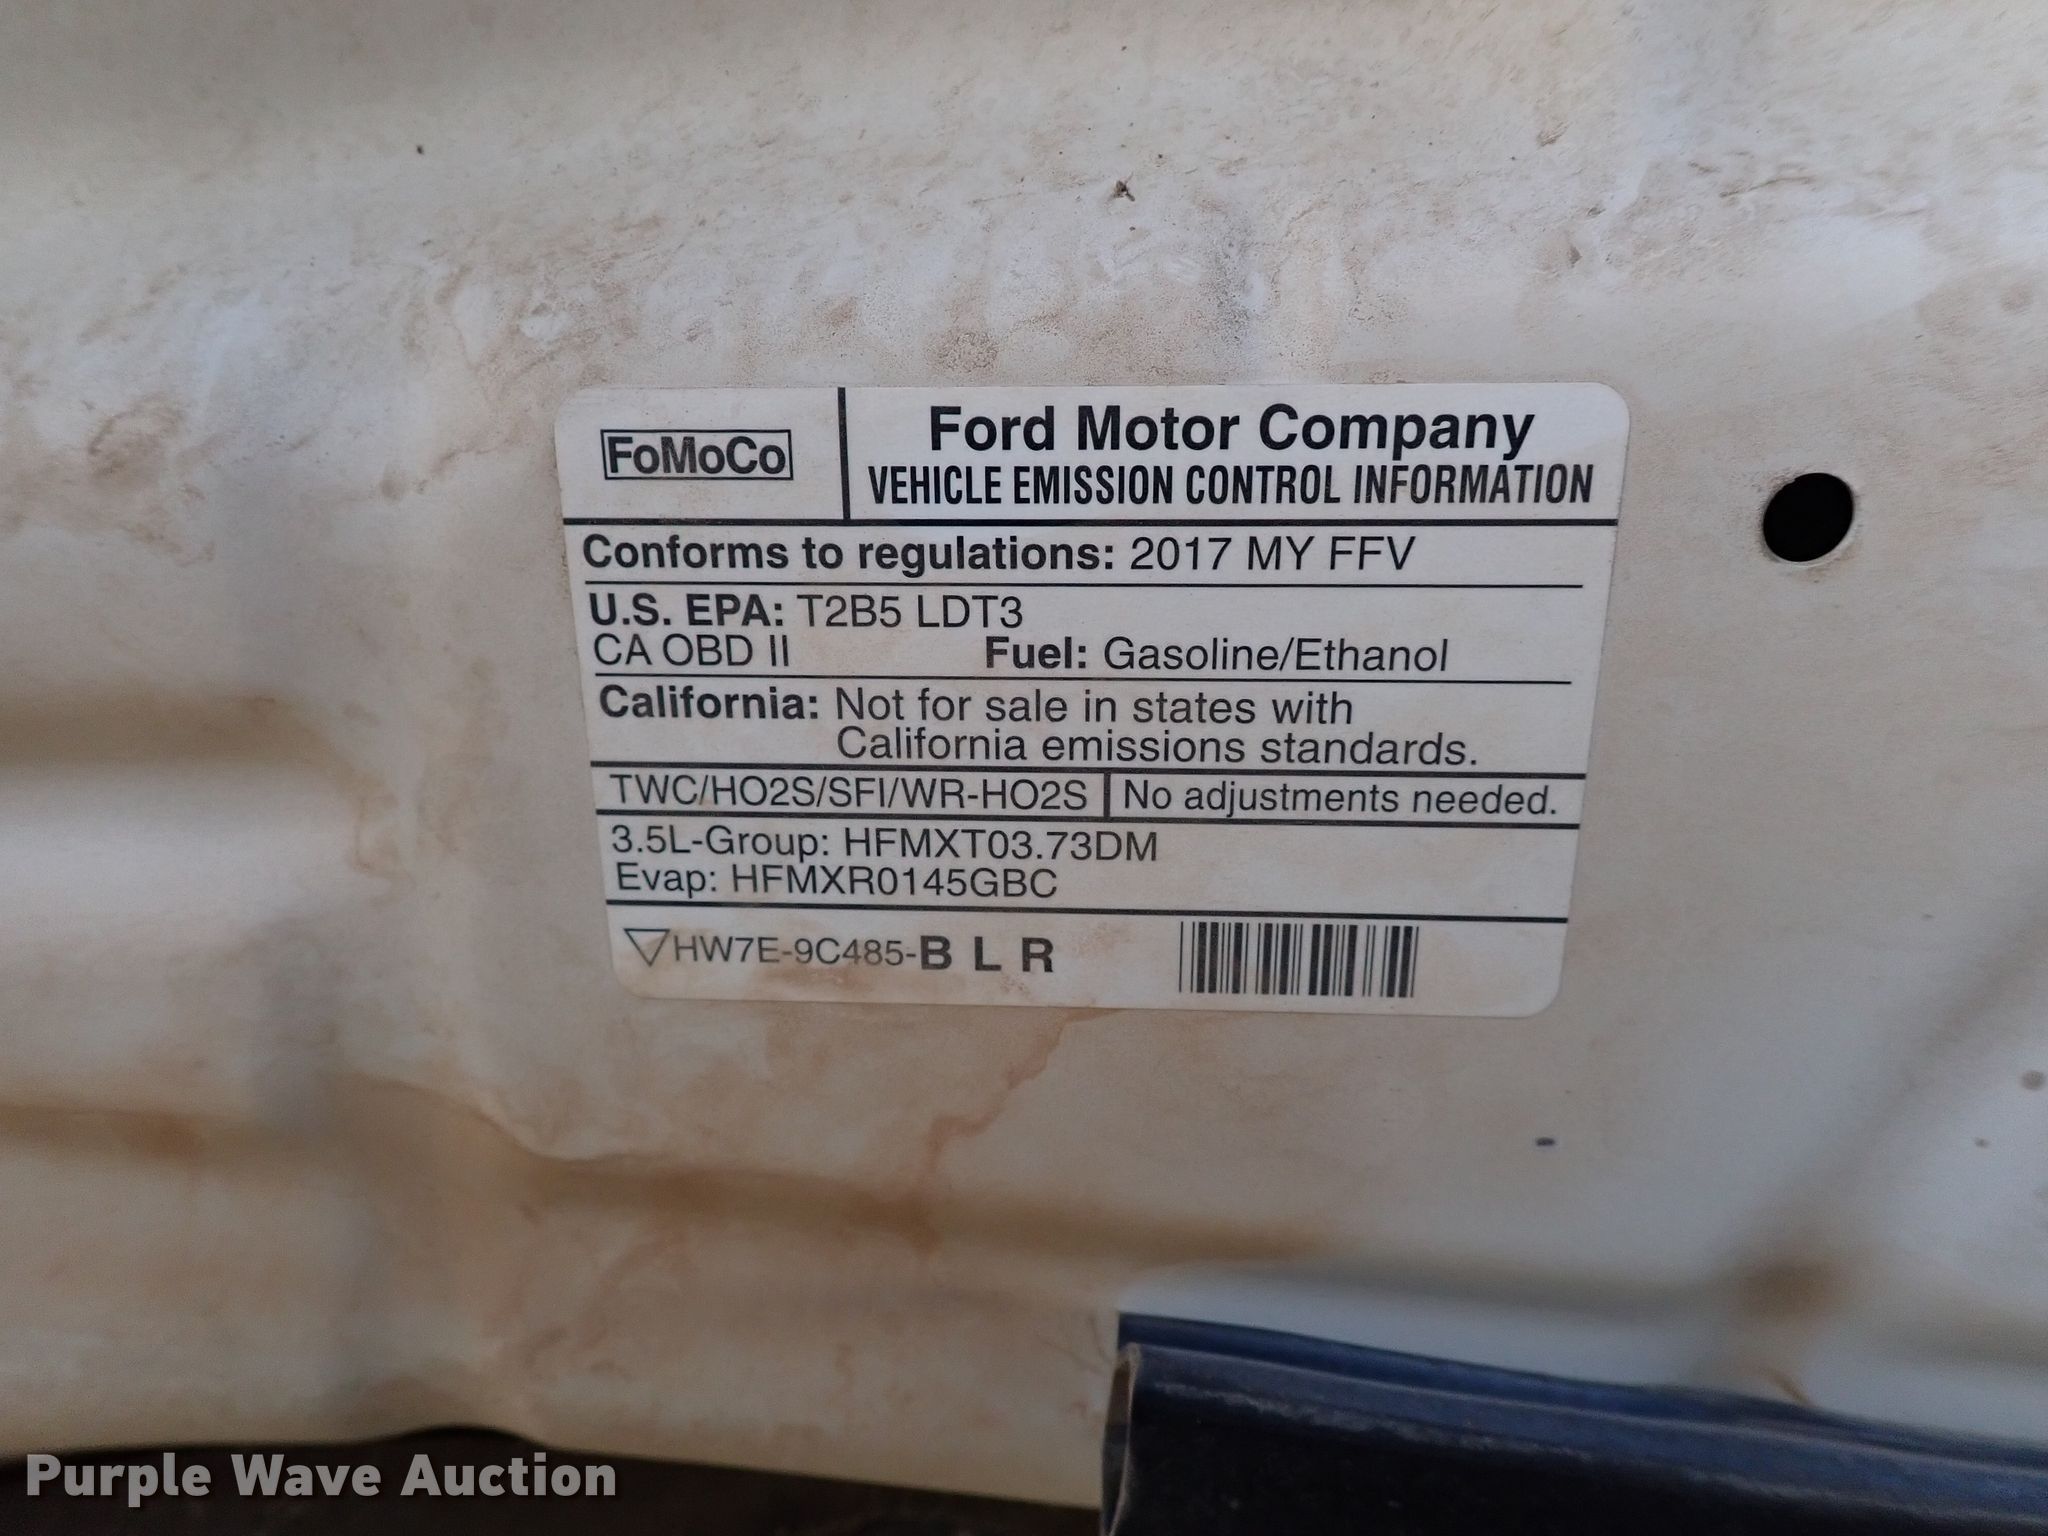 FoMoCo
Ford Motor Company
VEHICLE EMISSION CONTROL INFORMATION
Conforms to regulations: 2017 MY FFV
U.S. EPA: T2B5 LDT3
CA OBD II Fuel: Gasoline/Ethanol
California: Not for sale in states with
California emissions standards.
TWC/HO2S/SFI/WR-HO2S No adjustments needed.
3.5L-Group: HFMXT03.73DM
Evap: HFMXR0145GBC
HW7E-9C485-B L R
Purple Wave Auction